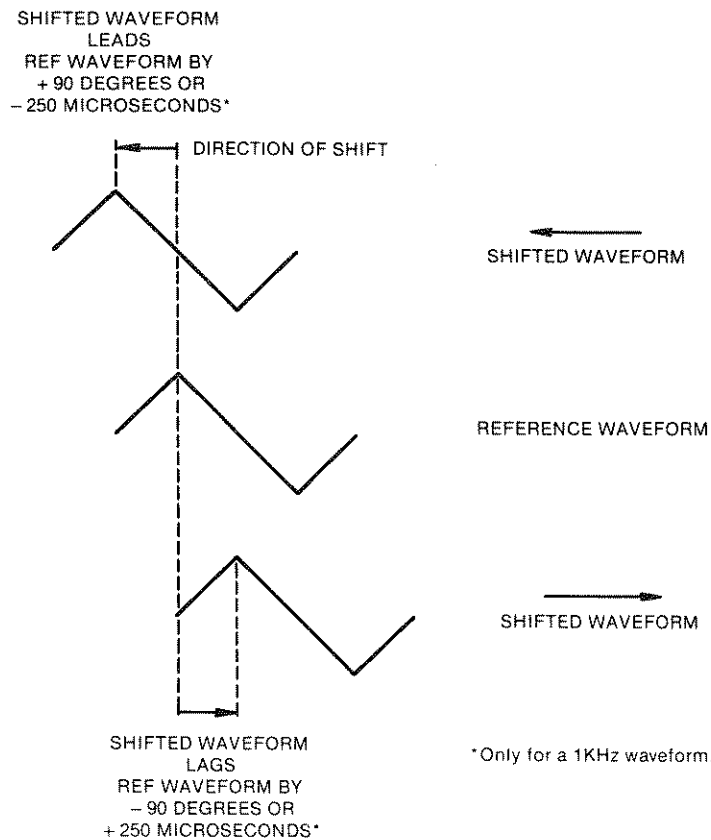 SHIFTED WAVEFORM
LEADS
REF WAVEFORM BY
+ 90 DEGREES OR
– 250 MICROSECONDS*
DIRECTION OF SHIFT
SHIFTED WAVEFORM
REFERENCE WAVEFORM
SHIFTED WAVEFORM
SHIFTED WAVEFORM
LAGS
REF WAVEFORM BY
– 90 DEGREES OR
+ 250 MICROSECONDS*
*Only for a 1KHz waveform